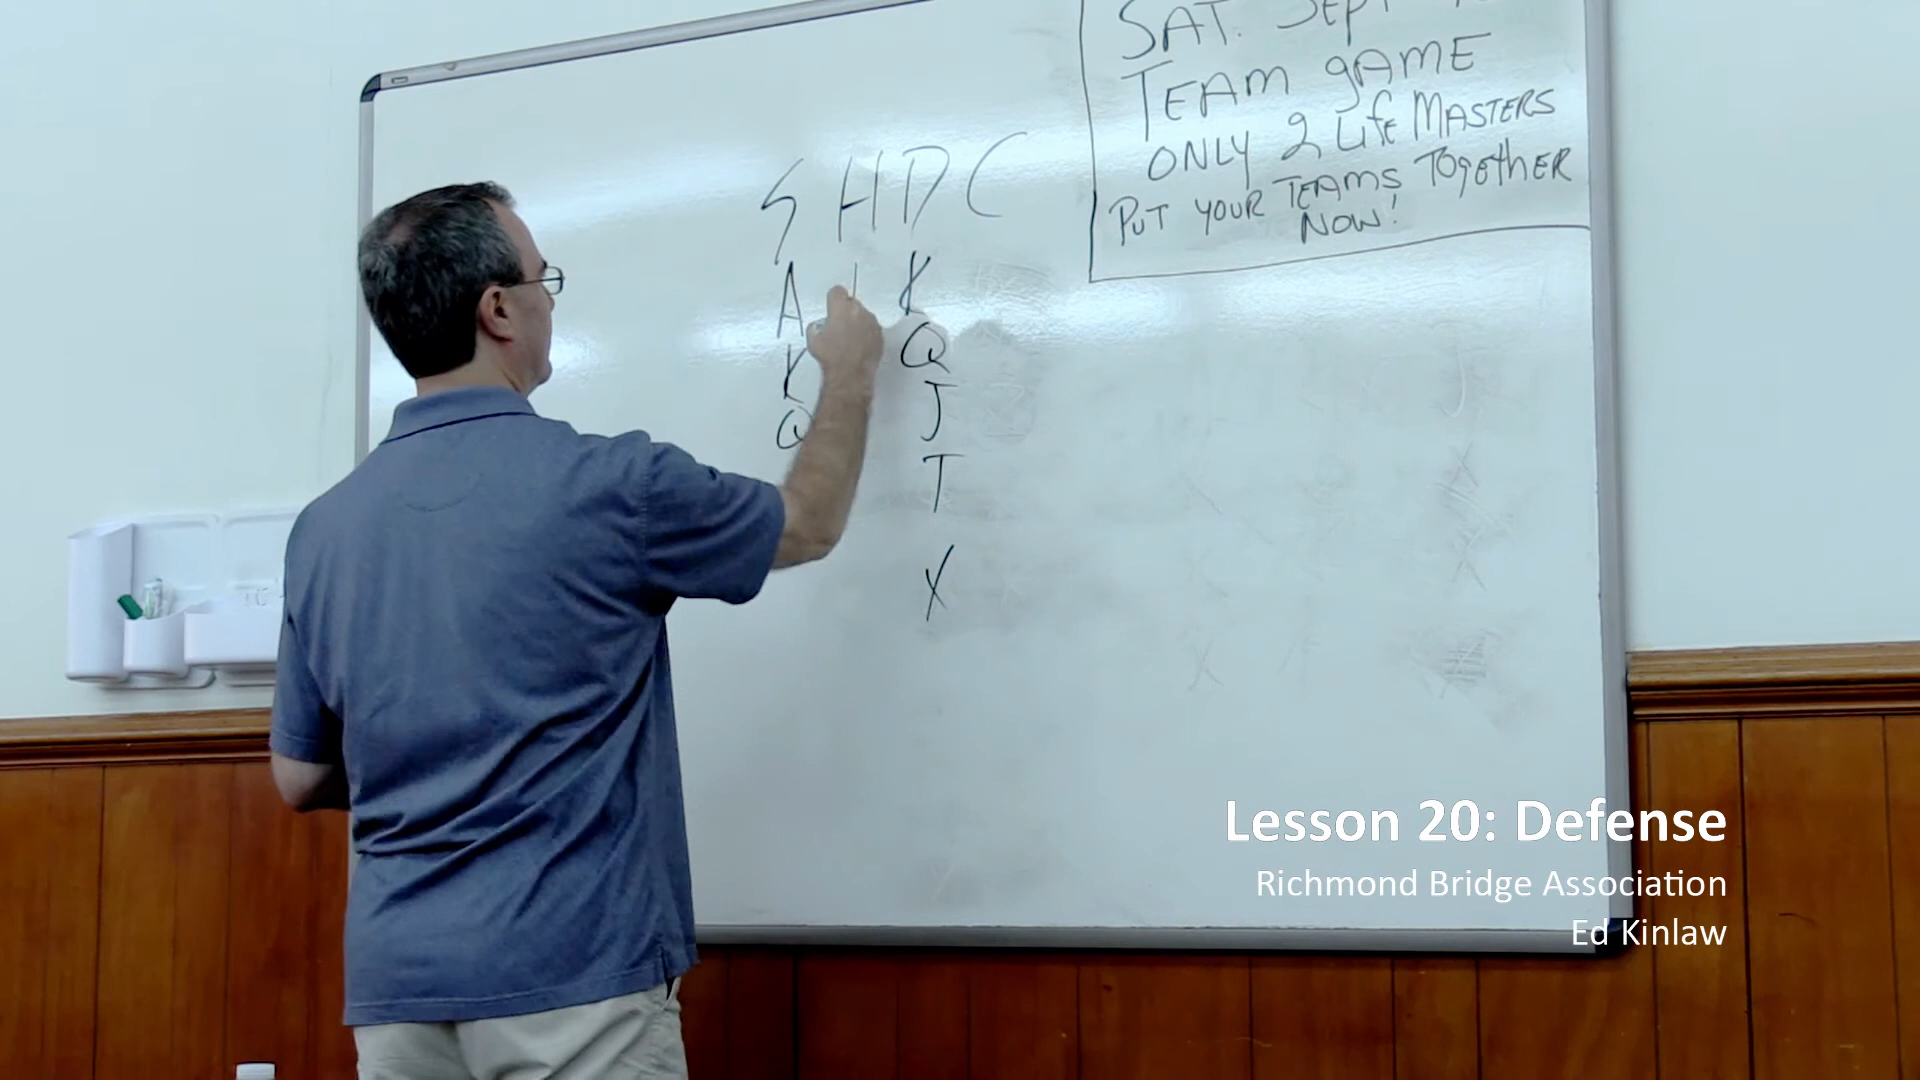 SAT. SEPT
TEAM GAME
ONLY 2 LIFE MASTERS
PUT YOUR TEAMS TOGETHER
NOW!
S H D C
A K
K Q
Q J
T
X
Lesson 20: Defense
Richmond Bridge Association
Ed Kinlaw